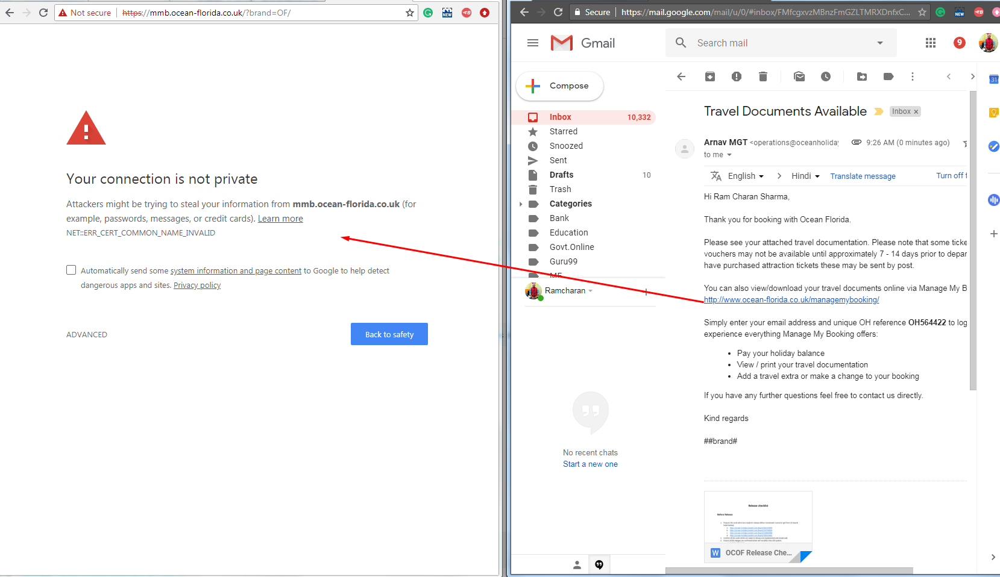 Not secure | https://mmb.ocean-florida.co.uk/?brand=OF/
Your connection is not private
Attackers might be trying to steal your information from mmb.ocean-florida.co.uk (for
example, passwords, messages, or credit cards). Learn more
NET::ERR_CERT_COMMON_NAME_INVALID
Automatically send some system information and page content to Google to help detect
dangerous apps and sites. Privacy policy
ADVANCED
Back to safety
Secure | https://mail.google.com/mail/u/0/#inbox/FMfcgxvzMBnzFmGZLTMRXDnfxC...
NEW
NEW
Gmail
Search mail
9
Compose
Inbox 10,332
Starred
Snoozed
Sent
Drafts 10
Trash
Categories
Bank
Education
Govt.Online
Guru99
ME
Ramcharan
No recent chats
Start a new one
31
Travel Documents Available
Inbox x
Arnav MGT <operations@oceanholiday
9:26 AM (0 minutes ago)
to me
English > Hindi Translate message Turn off f
Hi Ram Charan Sharma,
Thank you for booking with Ocean Florida.
Please see your attached travel documentation. Please note that some ticke
vouchers may not be available until approximately 7 - 14 days prior to depar
have purchased attraction tickets these may be sent by post.
You can also view/download your travel documents online via Manage My B
http://www.ocean-florida.co.uk/managemybooking/
Simply enter your email address and unique OH reference OH564422 to log
experience everything Manage My Booking offers:
• Pay your holiday balance
• View / print your travel documentation
• Add a travel extra or make a change to your booking
If you have any further questions feel free to contact us directly.
Kind regards
##brand#
Release checklist
Before Release
W OCOF Release Che...